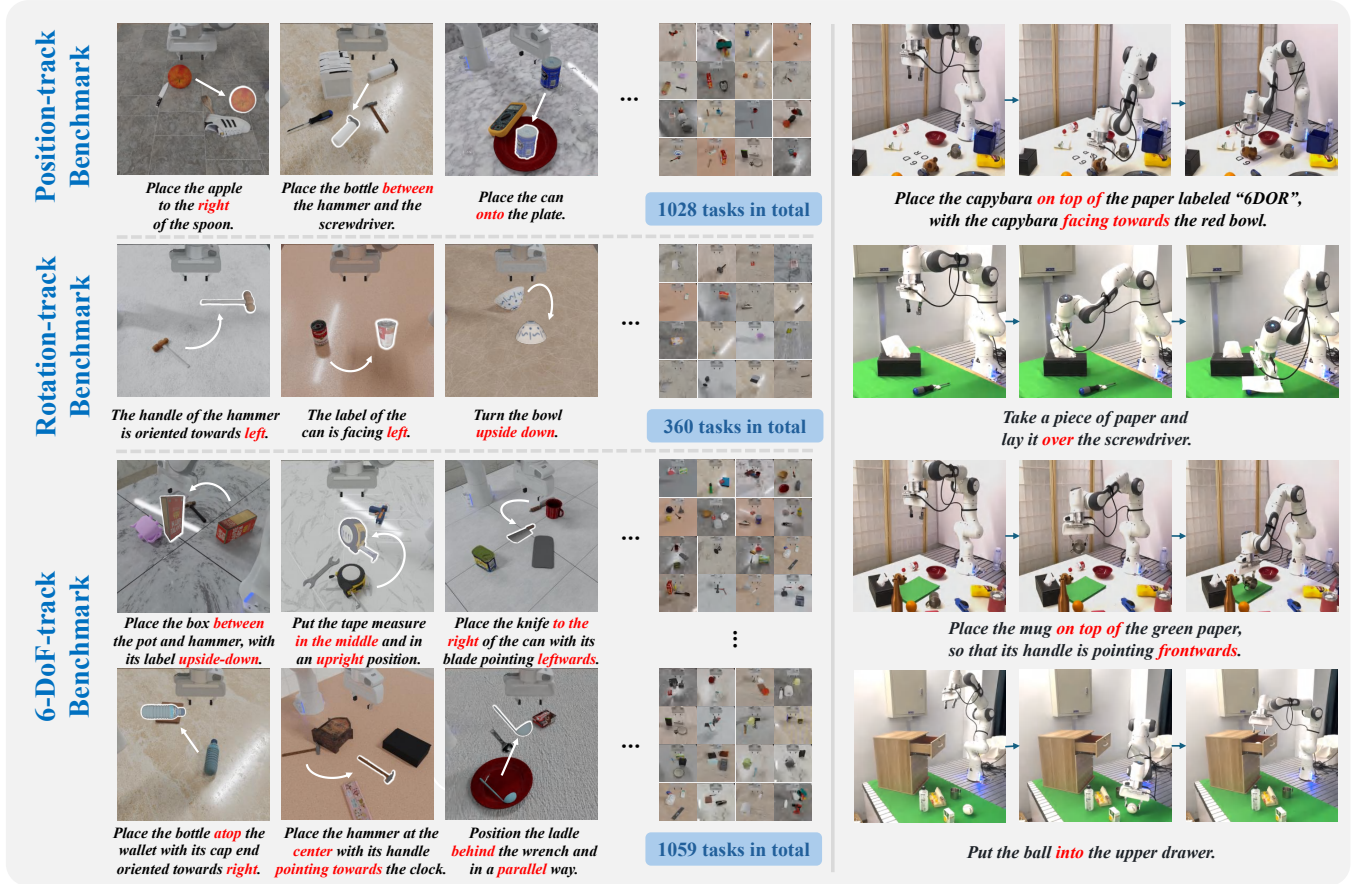 Position-track
Benchmark
Place the apple
to the right
of the spoon.
Place the bottle between
the hammer and the
screwdriver.
Place the can
onto the plate.
...
1028 tasks in total
Rotation-track
Benchmark
The handle of the hammer
is oriented towards left.
The label of the
can is facing left.
Turn the bowl
upside down.
...
360 tasks in total
6-DoF-track
Benchmark
Place the box between
the pot and hammer, with
its label upside-down.
Put the tape measure
in the middle and in
an upright position.
Place the knife to the
right of the can with its
blade pointing leftwards.
...
Place the bottle atop the
wallet with its cap end
oriented towards right.
Place the hammer at the
center with its handle
pointing towards the clock.
Position the ladle
behind the wrench and
in a parallel way.
...
1059 tasks in total
Place the capybara on top of the paper labeled “6DOR”,
with the capybara facing towards the red bowl.
Take a piece of paper and
lay it over the screwdriver.
Place the mug on top of the green paper,
so that its handle is pointing frontwards.
Put the ball into the upper drawer.